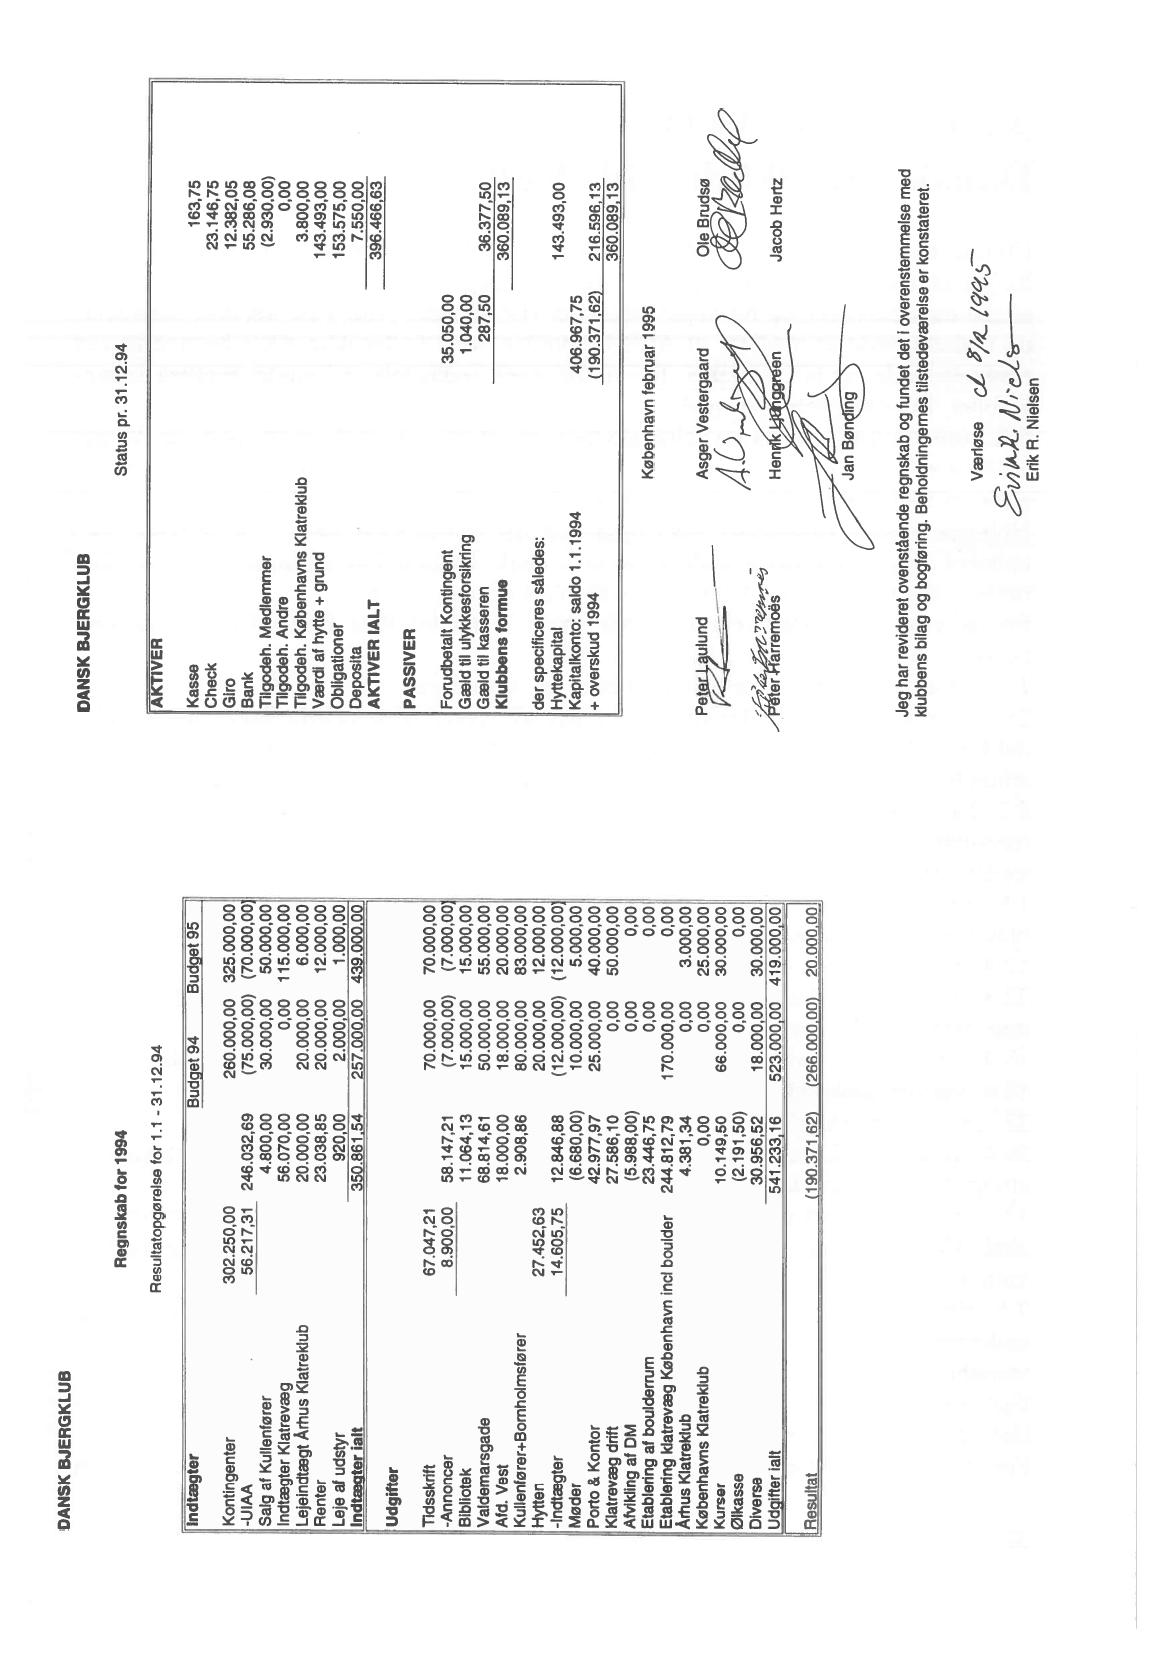 DANSK BJERGKLUB
Regnskab for 1994
Resultatopgørelse for 1.1 - 31.12.94
Indtægter Budget 94 Budget 95
Kontingenter 302.250,00 260.000,00 325.000,00
-UIAA 56.217,31 246.032,69 (75.000,00) (70.000,00)
Salg af Kullenfører 4.800,00 30.000,00 50.000,00
Indtægter Klatrevæg 56.070,00 0,00 115.000,00
Lejeindtægt Århus Klatreklub 20.000,00 20.000,00 6.000,00
Renter 23.038,85 20.000,00 12.000,00
Leje af udstyr 920,00 2.000,00 1.000,00
Indtægter ialt 350.861,54 257.000,00 439.000,00
Udgifter
Tidsskrift 67.047,21 70.000,00 70.000,00
-Annoncer 8.900,00 58.147,21 (7.000,00) (7.000,00)
Bibliotek 11.064,13 15.000,00 15.000,00
Valdemarsgade 68.814,61 50.000,00 55.000,00
Afd. Vest 18.000,00 18.000,00 20.000,00
Kullenfører+Bornholmsfører 2.908,86 80.000,00 83.000,00
Hytten 27.452,63 20.000,00 12.000,00
-Indtægter 14.605,75 12.846,88 (12.000,00) (12.000,00)
Møder (6.680,00) 10.000,00 5.000,00
Porto & Kontor 42.977,97 25.000,00 40.000,00
Klatrevæg drift 27.586,10 0,00 50.000,00
Afvikling af DM (5.988,00) 0,00 0,00
Etablering af boulderrum 23.446,75 0,00 0,00
Etablering klatrevæg København incl boulder 244.812,79 170.000,00 0,00
Århus Klatreklub 4.381,34 0,00 3.000,00
Københavns Klatreklub 0,00 0,00 25.000,00
Kurser 10.149,50 66.000,00 30.000,00
Ølkasse (2.191,50) 0,00 0,00
Diverse 30.956,52 18.000,00 30.000,00
Udgifter ialt 541.233,16 523.000,00 419.000,00
Resultat (190.371,62) (266.000,00) 20.000,00
DANSK BJERGKLUB
Status pr. 31.12.94
AKTIVER
Kasse 163,75
Check 23.146,75
Giro 12.382,05
Bank 55.286,08
Tilgodeh. Medlemmer (2.930,00)
Tilgodeh. Andre 0,00
Tilgodeh. Københavns Klatreklub 3.800,00
Værdi af hytte + grund 143.493,00
Obligationer 153.575,00
Deposita 7.550,00
AKTIVER IALT 396.466,63
PASSIVER
Forudbetalt Kontingent 35.050,00
Gæld til ulykkesforsikring 1.040,00
Gæld til kasseren 287,50 36.377,50
Klubbens formue 360.089,13
der specificeres således:
Hyttekapital 143.493,00
Kapitalkonto: saldo 1.1.1994 406.967,75
+ overskud 1994 (190.371,62) 216.596,13
360.089,13
København februar 1995
Peter Laulund Asger Vestergaard Ole Brudsø
Peter Harremoës Henrik Ljunggreen Jacob Hertz
Jan Bønding
Jeg har revideret ovenstående regnskab og fundet det i overenstemmelse med
klubbens bilag og bogføring. Beholdningernes tilstedeværelse er konstateret.
Værløse d 8/2 1995
Erik R. Niels
Erik R. Nielsen